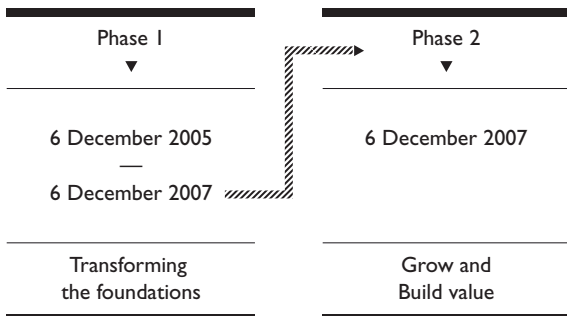 Phase 1
6 December 2005
—
6 December 2007
Transforming
the foundations
Phase 2
6 December 2007
Grow and
Build value